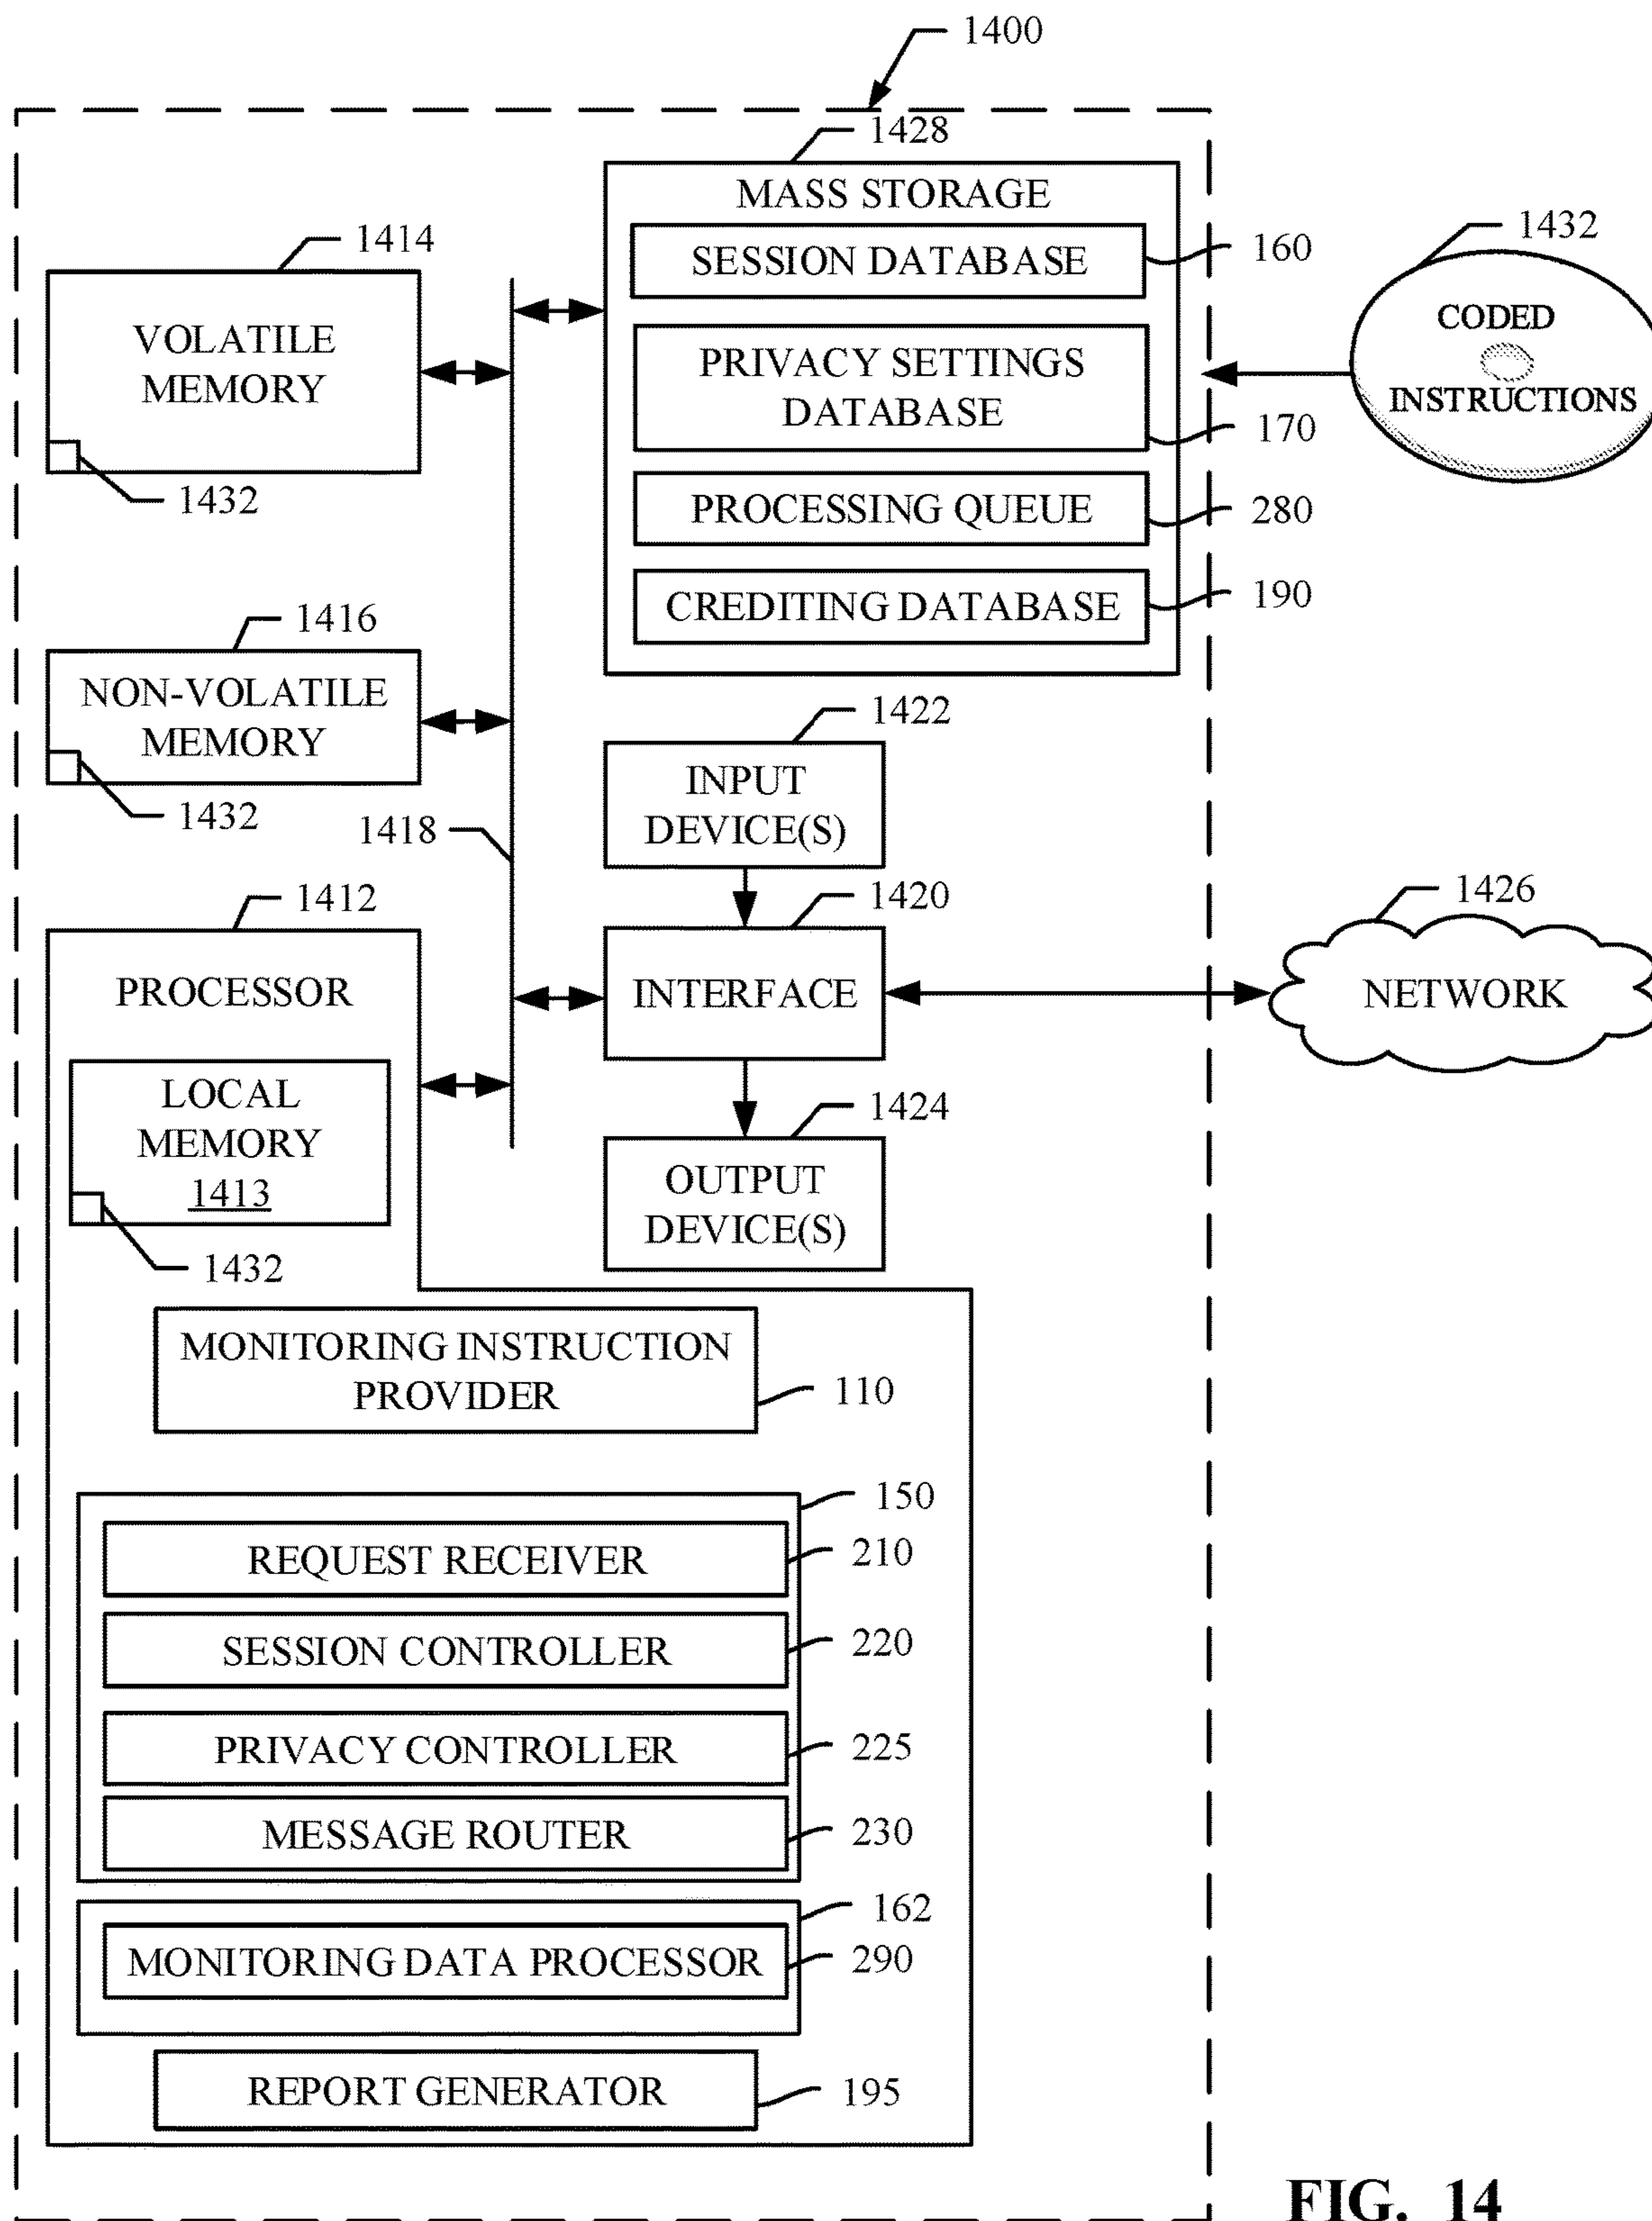 1400
1428
MASS STORAGE
SESSION DATABASE
160
PRIVACY SETTINGS
DATABASE
170
PROCESSING QUEUE
280
CREDITING DATABASE
190
1432
CODED
INSTRUCTIONS
1414
VOLATILE
MEMORY
1432
1416
NON-VOLATILE
MEMORY
1432
1418
1422
INPUT
DEVICE(S)
1420
INTERFACE
1426
NETWORK
1424
OUTPUT
DEVICE(S)
1412
PROCESSOR
LOCAL
MEMORY
1413
1432
MONITORING INSTRUCTION
PROVIDER
110
150
REQUEST RECEIVER
210
SESSION CONTROLLER
220
PRIVACY CONTROLLER
225
MESSAGE ROUTER
230
162
MONITORING DATA PROCESSOR
290
REPORT GENERATOR
195
FIG. 14